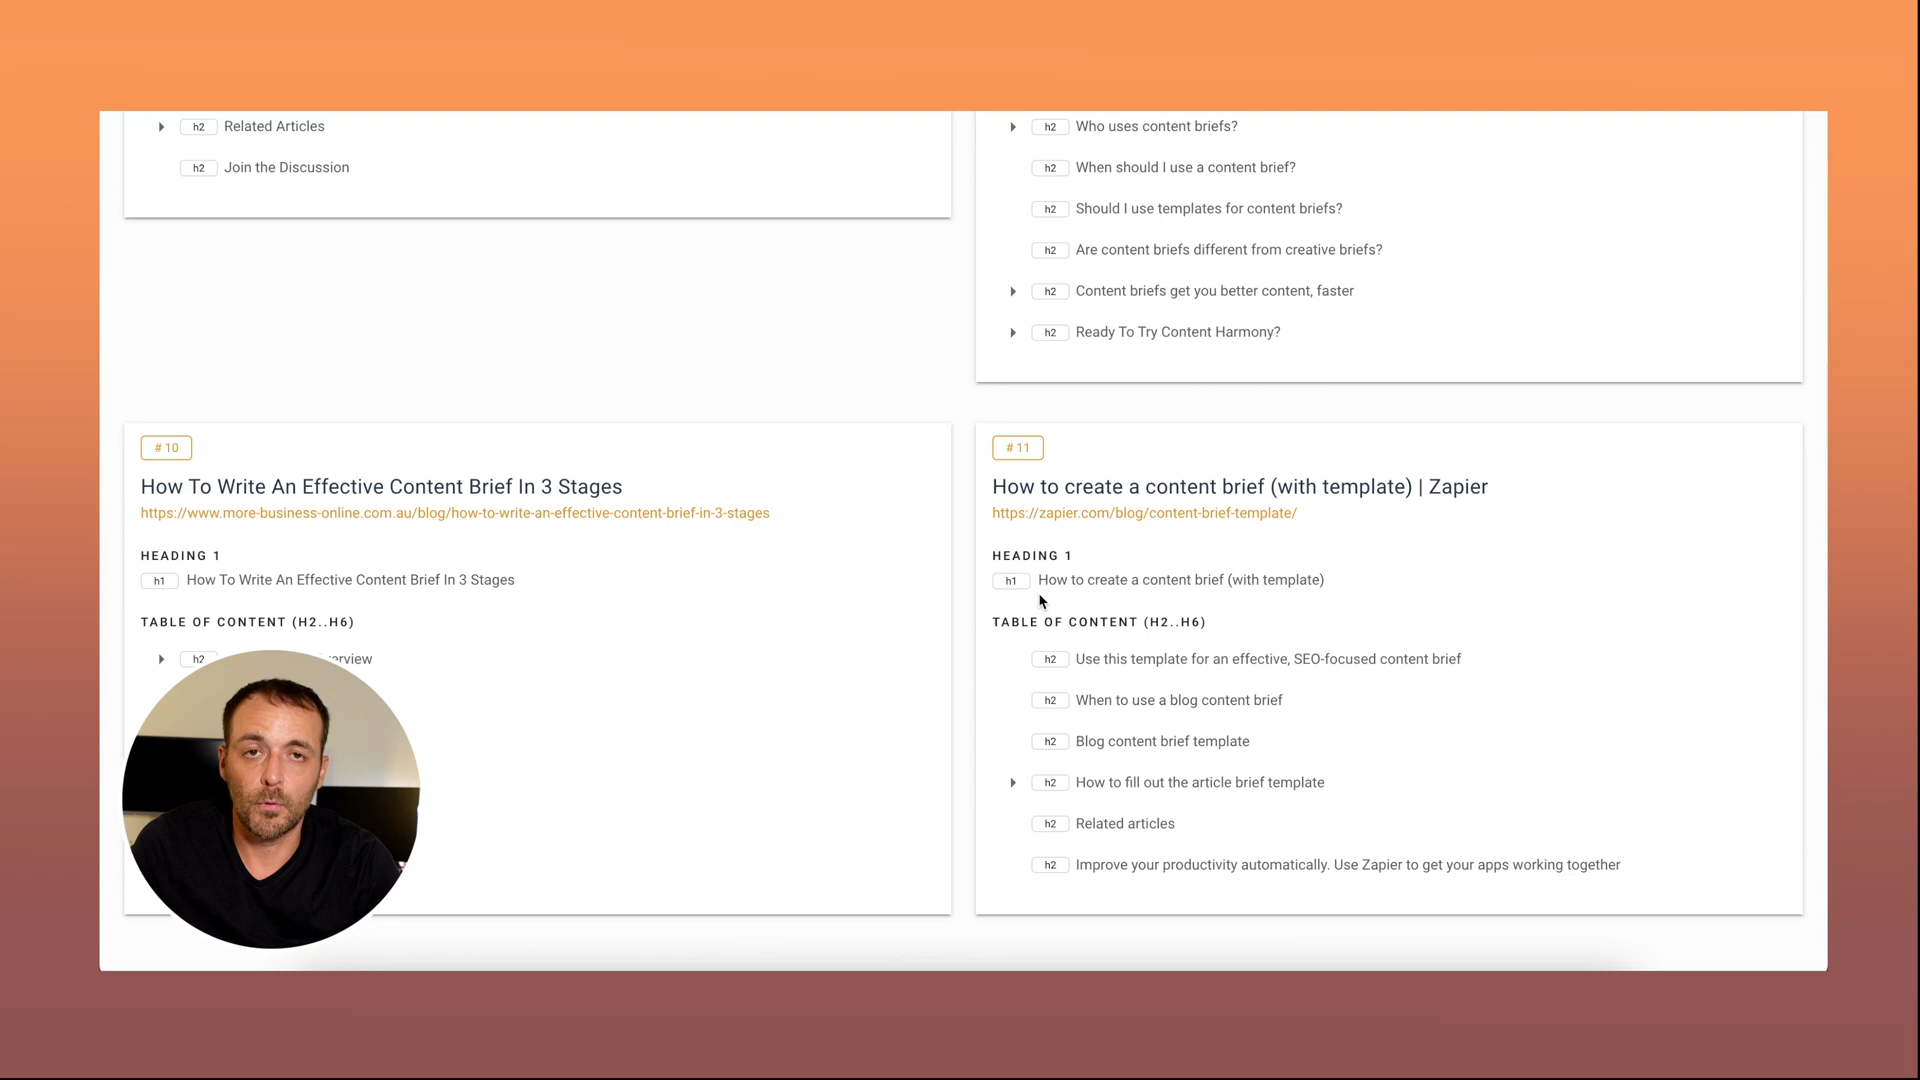 h2 Related Articles
h2 Join the Discussion
h2 Who uses content briefs?
h2 When should I use a content brief?
h2 Should I use templates for content briefs?
h2 Are content briefs different from creative briefs?
h2 Content briefs get you better content, faster
h2 Ready To Try Content Harmony?
# 10
How To Write An Effective Content Brief In 3 Stages
https://www.more-business-online.com.au/blog/how-to-write-an-effective-content-brief-in-3-stages
HEADING 1
h1 How To Write An Effective Content Brief In 3 Stages
TABLE OF CONTENT (H2..H6)
h2
# 11
How to create a content brief (with template) | Zapier
https://zapier.com/blog/content-brief-template/
HEADING 1
h1 How to create a content brief (with template)
TABLE OF CONTENT (H2..H6)
h2 Use this template for an effective, SEO-focused content brief
h2 When to use a blog content brief
h2 Blog content brief template
h2 How to fill out the article brief template
h2 Related articles
h2 Improve your productivity automatically. Use Zapier to get your apps working together